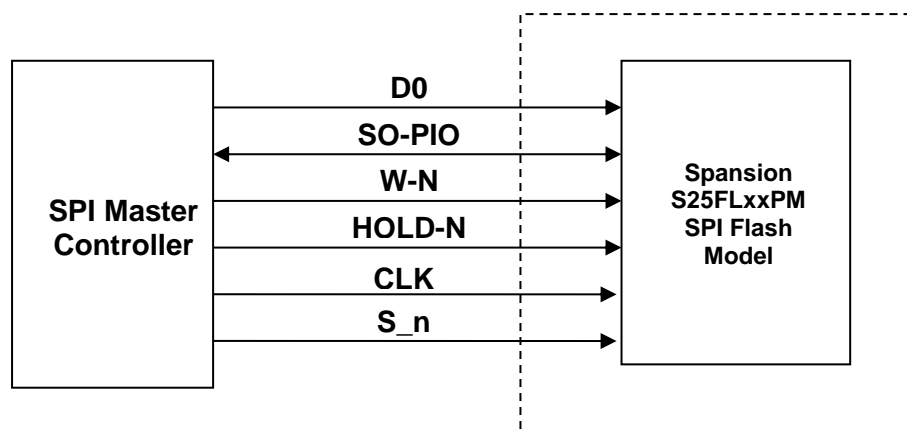 SPI Master
Controller
D0
SO-PIO
W-N
HOLD-N
CLK
S_n
Spansion
S25FLxxPM
SPI Flash
Model